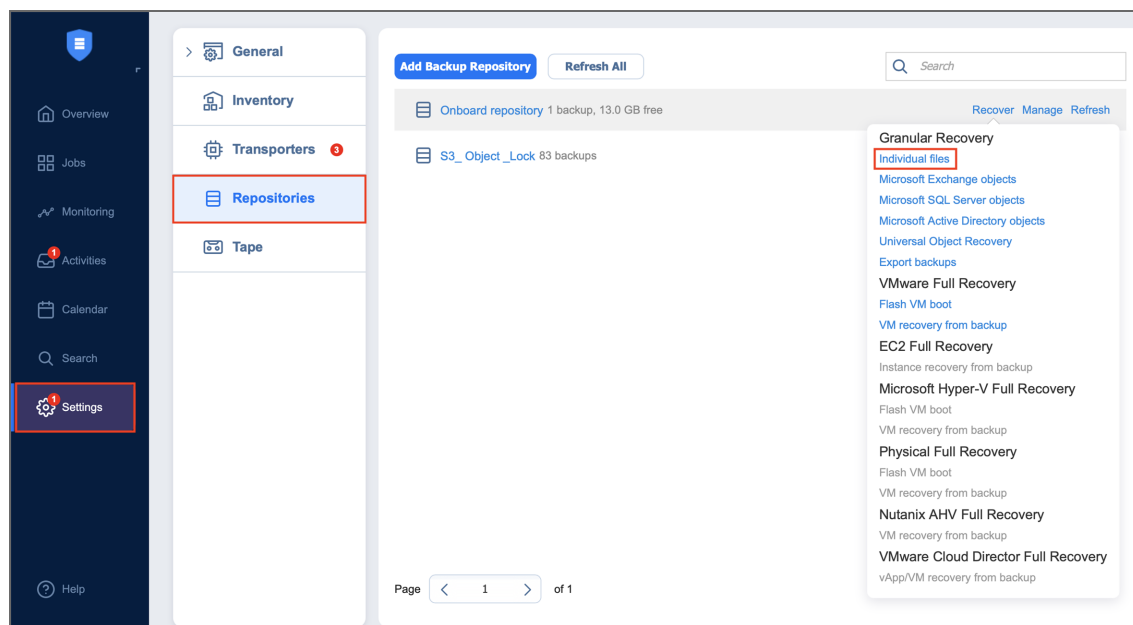 Overview
Jobs
Monitoring
1
Activities
Calendar
Search
1
Settings
Help
General
Inventory
Transporters 3
Repositories
Tape
Add Backup Repository Refresh All Search
Onboard repository 1 backup, 13.0 GB free Recover Manage Refresh
S3_ Object _Lock 83 backups
Granular Recovery
Individual files
Microsoft Exchange objects
Microsoft SQL Server objects
Microsoft Active Directory objects
Universal Object Recovery
Export backups
VMware Full Recovery
Flash VM boot
VM recovery from backup
EC2 Full Recovery
Instance recovery from backup
Microsoft Hyper-V Full Recovery
Flash VM boot
VM recovery from backup
Physical Full Recovery
Flash VM boot
VM recovery from backup
Nutanix AHV Full Recovery
VM recovery from backup
VMware Cloud Director Full Recovery
vApp/VM recovery from backup
Page 1 of 1